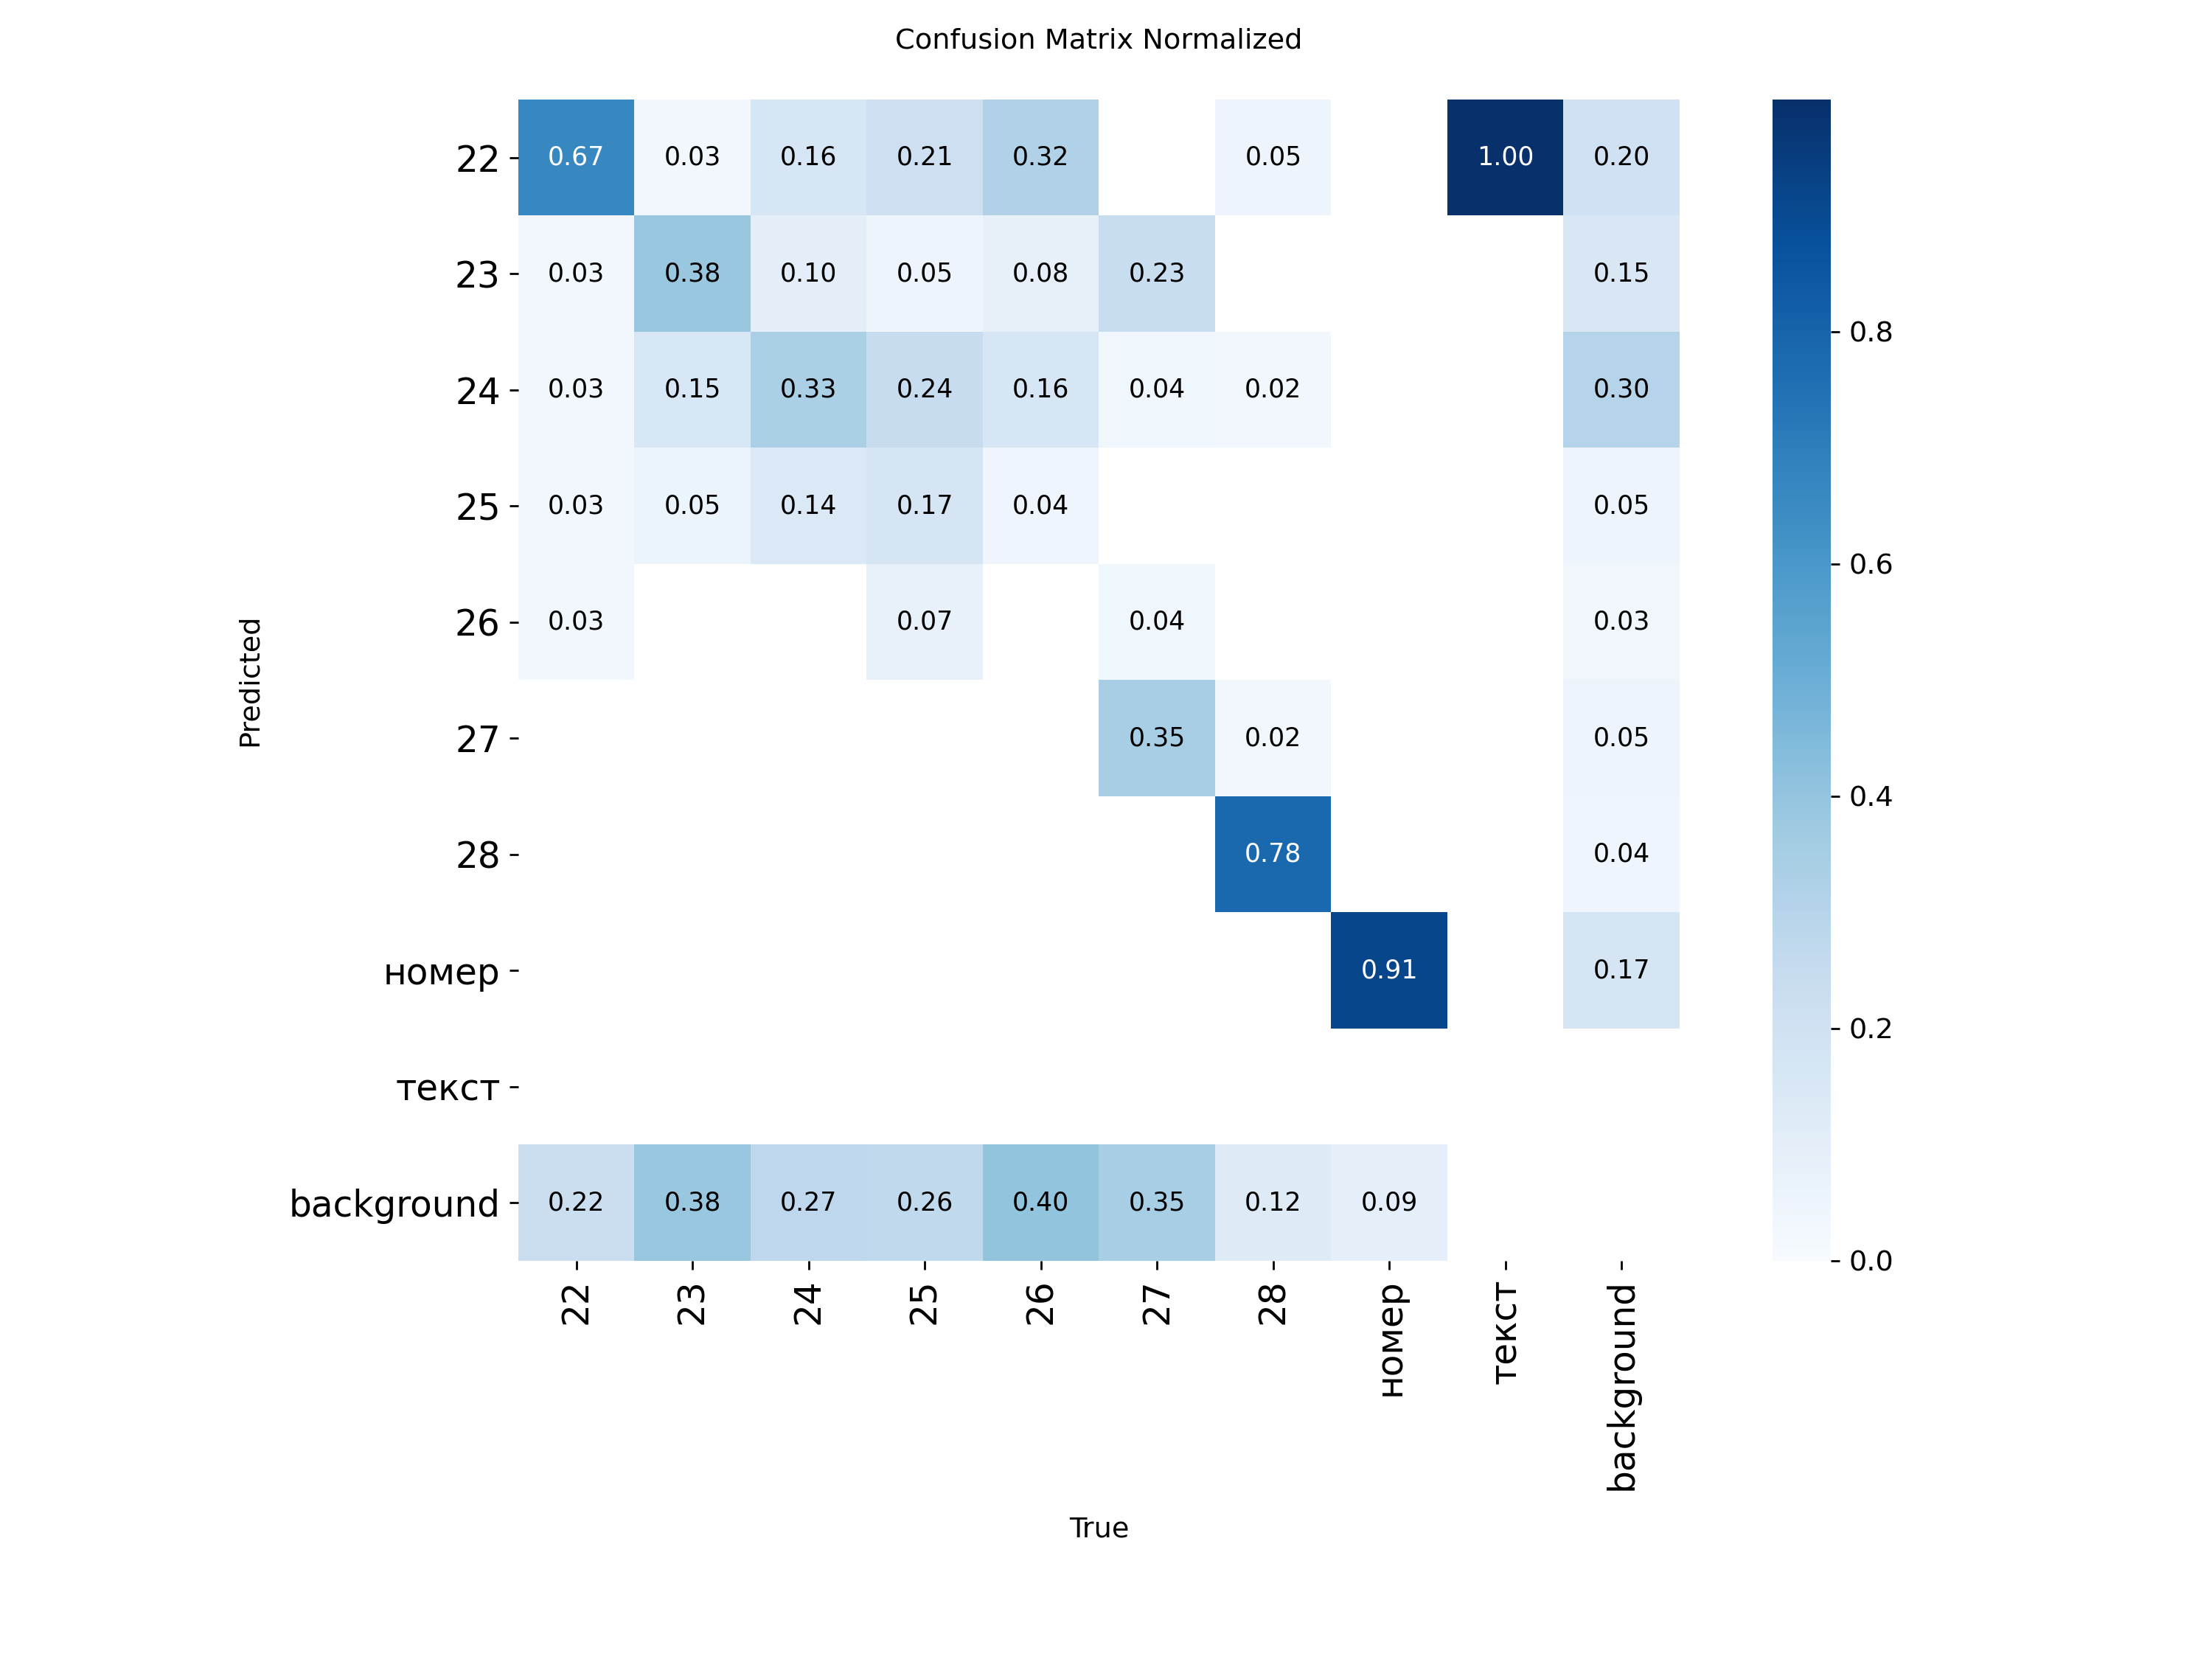 Confusion Matrix Normalized
22 0.67 0.03 0.16 0.21 0.32 0.05 1.00 0.20
23 0.03 0.38 0.10 0.05 0.08 0.23 0.15
0.8
24 0.03 0.15 0.33 0.24 0.16 0.04 0.02 0.30
25 0.03 0.05 0.14 0.17 0.04 0.05
0.6
26 0.03 0.07 0.04 0.03
Predicted
27 0.35 0.02 0.05
0.4
28 0.78 0.04
номер 0.91 0.17
0.2
текст
background 0.22 0.38 0.27 0.26 0.40 0.35 0.12 0.09
0.0
22 23 24 25 26 27 28 номер текст background
True